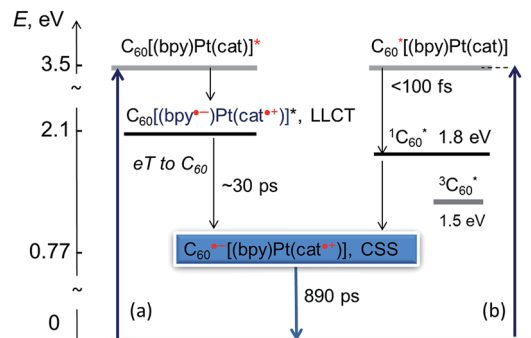 E, eV
C₆₀[(bpy)Pt(cat)]*
C₆₀*[(bpy)Pt(cat)]
3.5
~
<100 fs
C₆₀[(bpy•−)Pt(cat•+)]*, LLCT
2.1
¹C₆₀* 1.8 eV
eT to C₆₀
~30 ps
³C₆₀*
1.5 eV
0.77
C₆₀•−[(bpy)Pt(cat•+)], CSS
~
890 ps
(a)
(b)
0